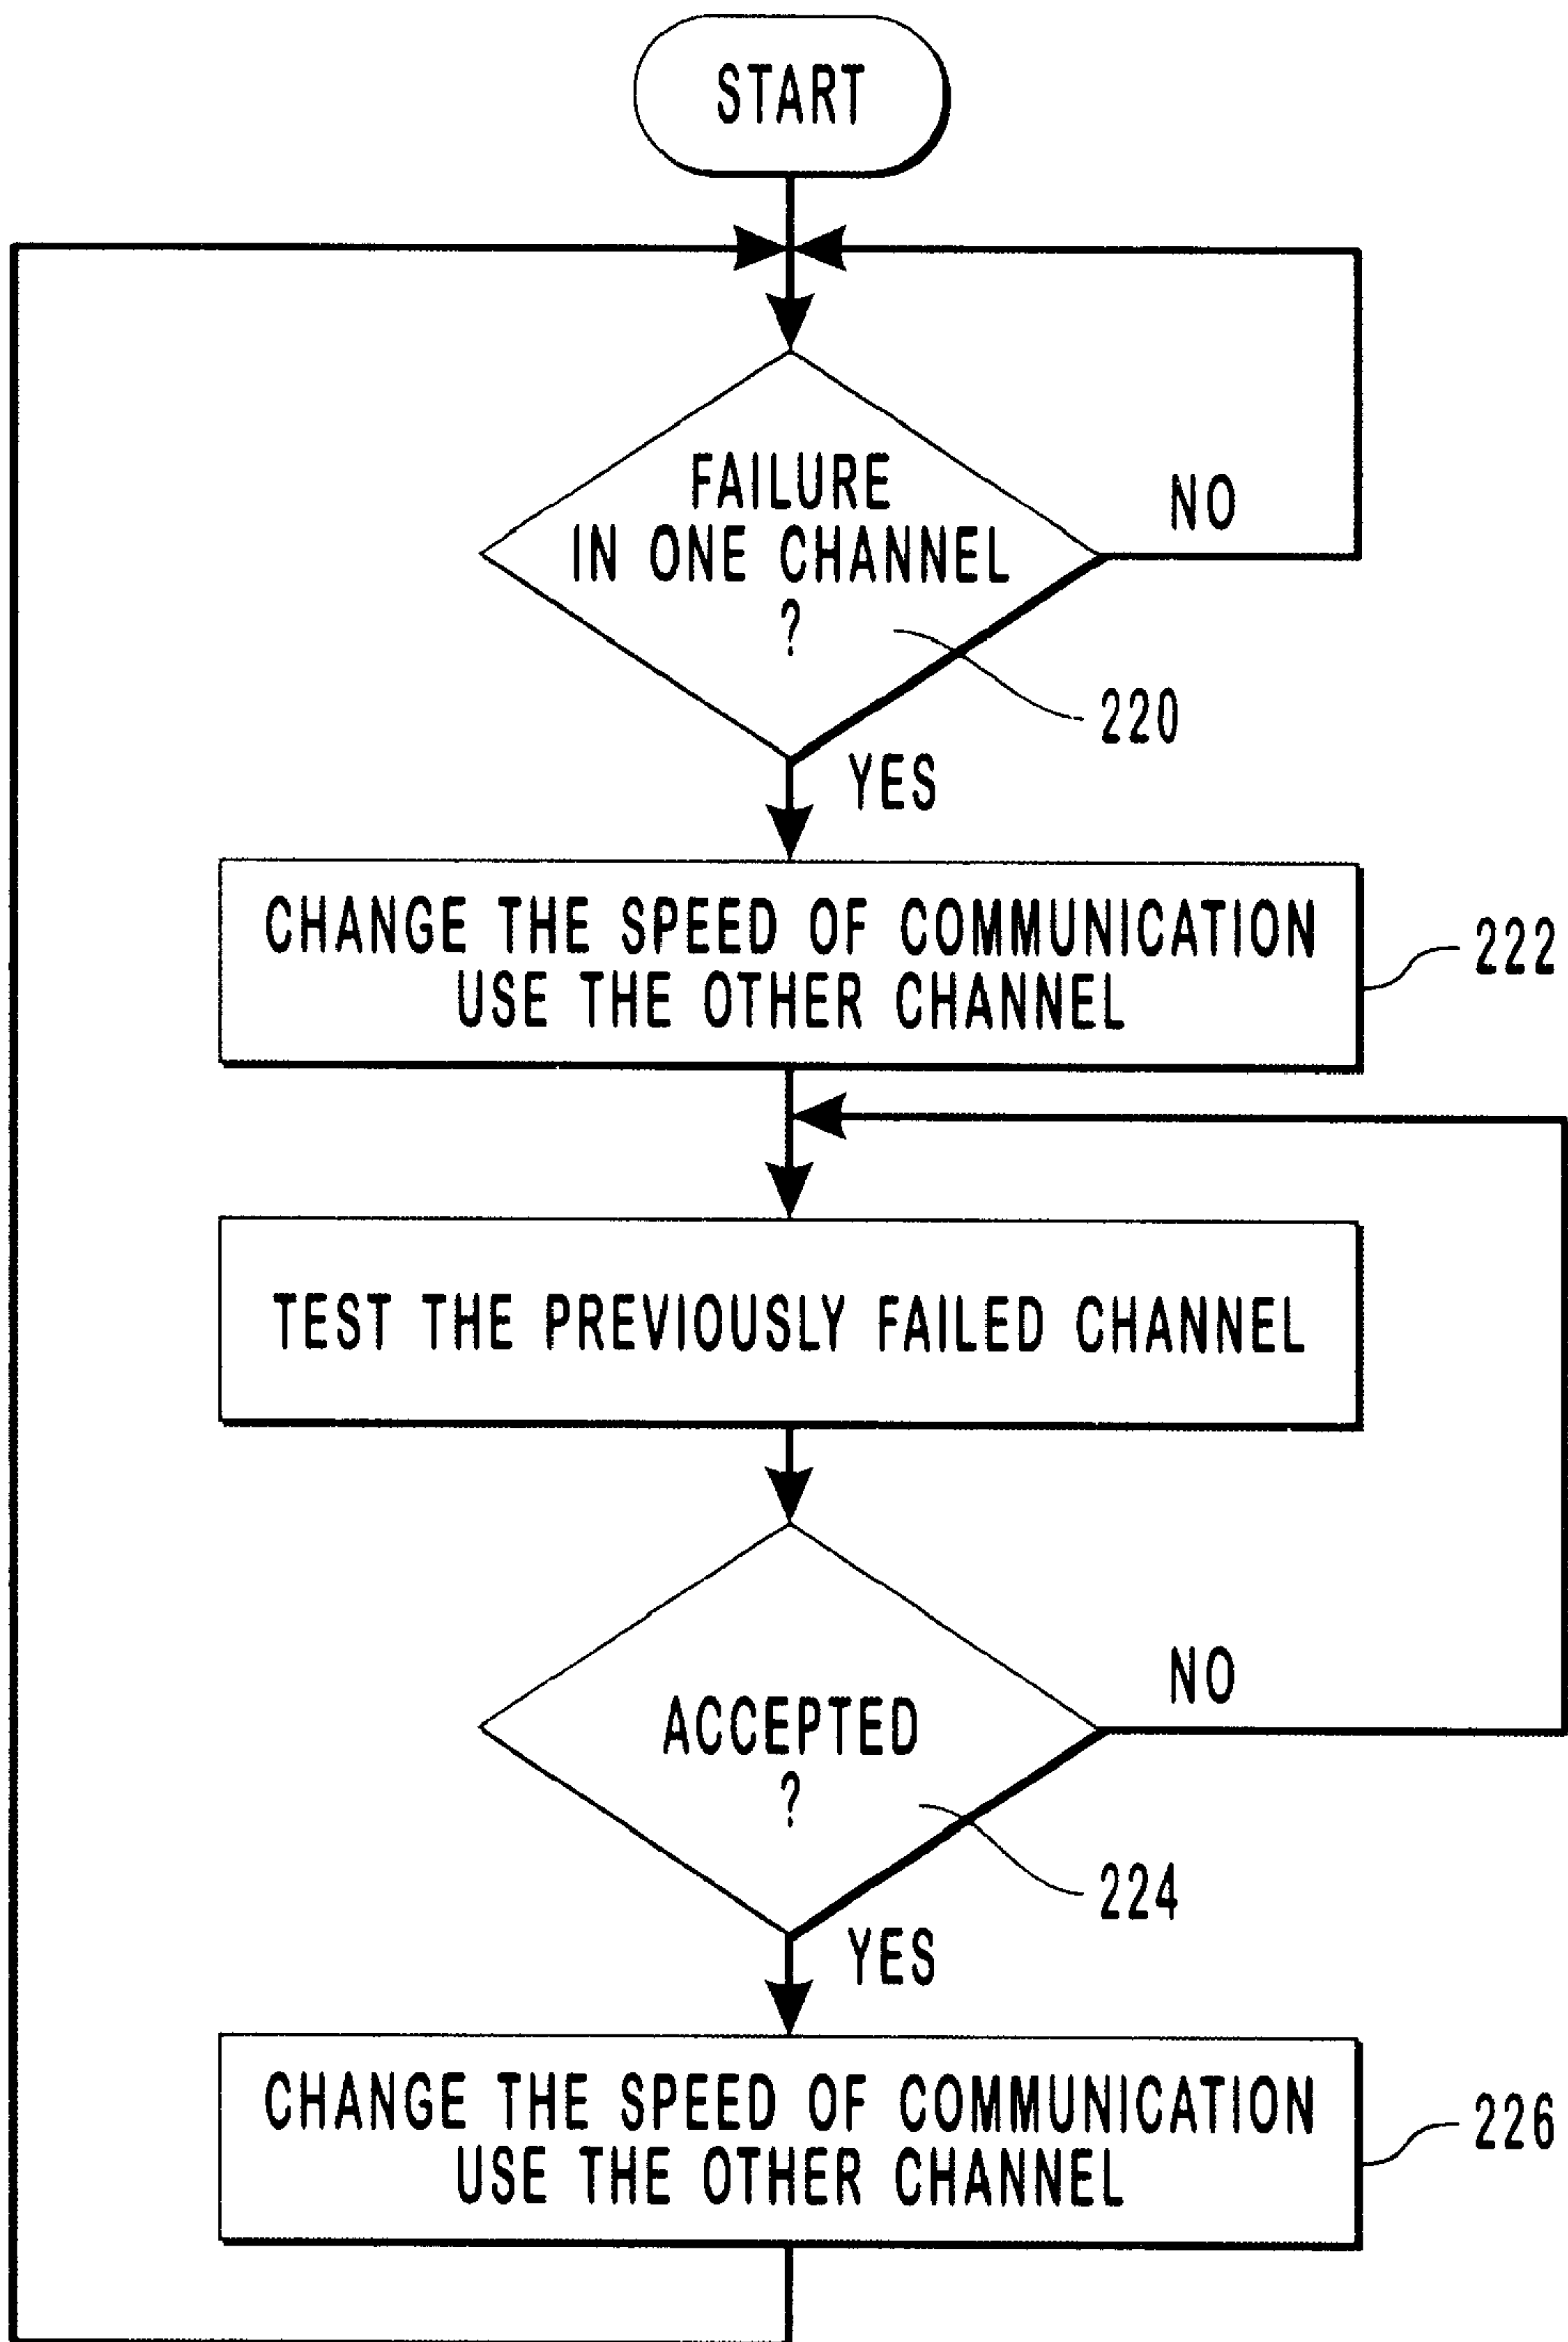 START
FAILURE
IN ONE CHANNEL
?
NO
220
YES
CHANGE THE SPEED OF COMMUNICATION
USE THE OTHER CHANNEL
222
TEST THE PREVIOUSLY FAILED CHANNEL
ACCEPTED
?
NO
224
YES
CHANGE THE SPEED OF COMMUNICATION
USE THE OTHER CHANNEL
226